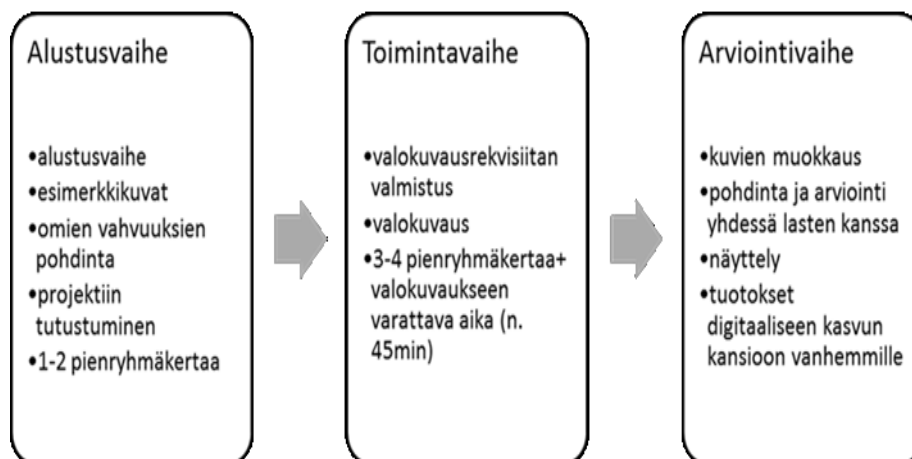 Alustusvaihe
•alustusvaihe
•esimerkkikuvat
•omien vahvuuksien
pohdinta
•projektiin
tutustuminen
•1-2 pienryhmäkertaa
Toimintavaihe
•valokuvausrekvisiitan
valmistus
•valokuvaus
•3-4 pienryhmäkertaa+
valokuvaukseen
varattava aika (n.
45min)
Arviointivaihe
•kuvien muokkaus
•pohdinta ja arviointi
yhdessä lasten kanssa
•näyttely
•tuotokset
digitaaliseen kasvun
kansioon vanhemmille